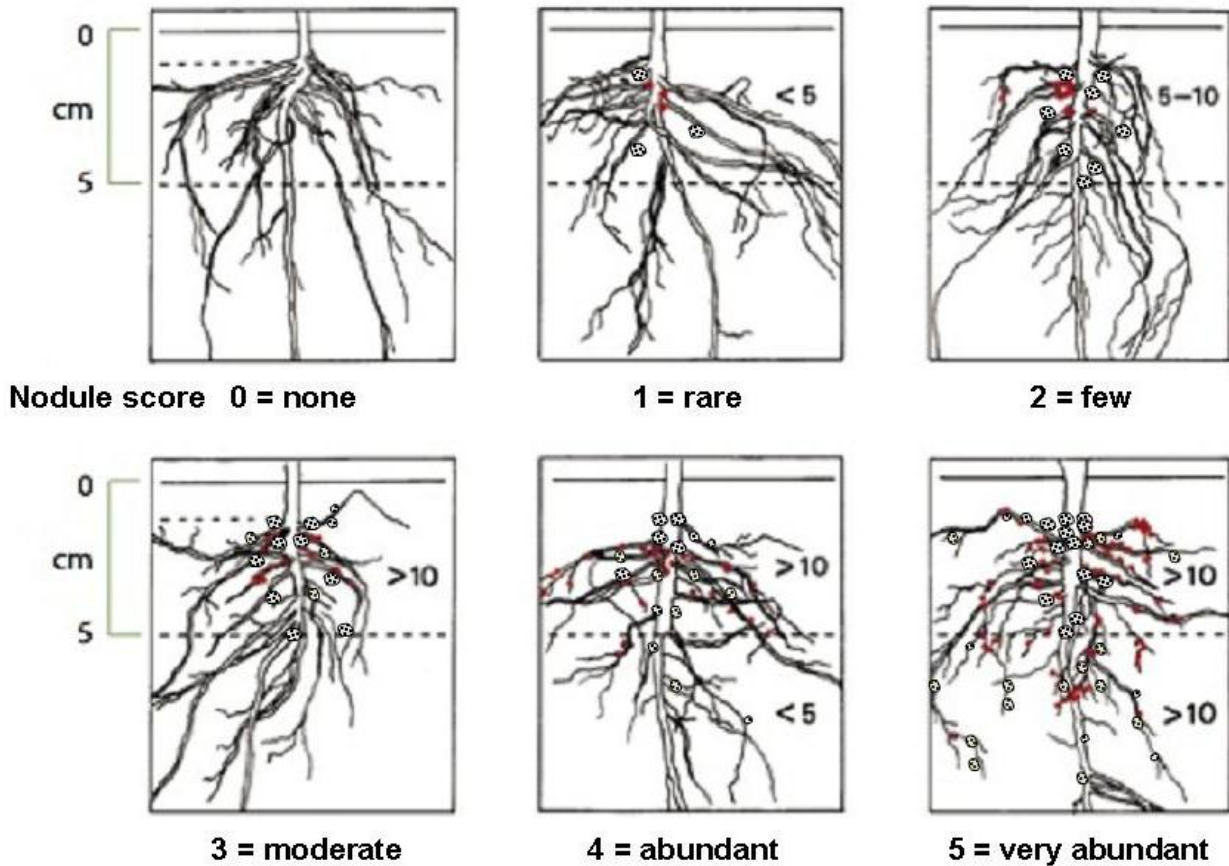 0
cm
5
< 5
5–10
Nodule score 0 = none
1 = rare
2 = few
0
cm
5
>10
>10
<5
>10
>10
3 = moderate
4 = abundant
5 = very abundant